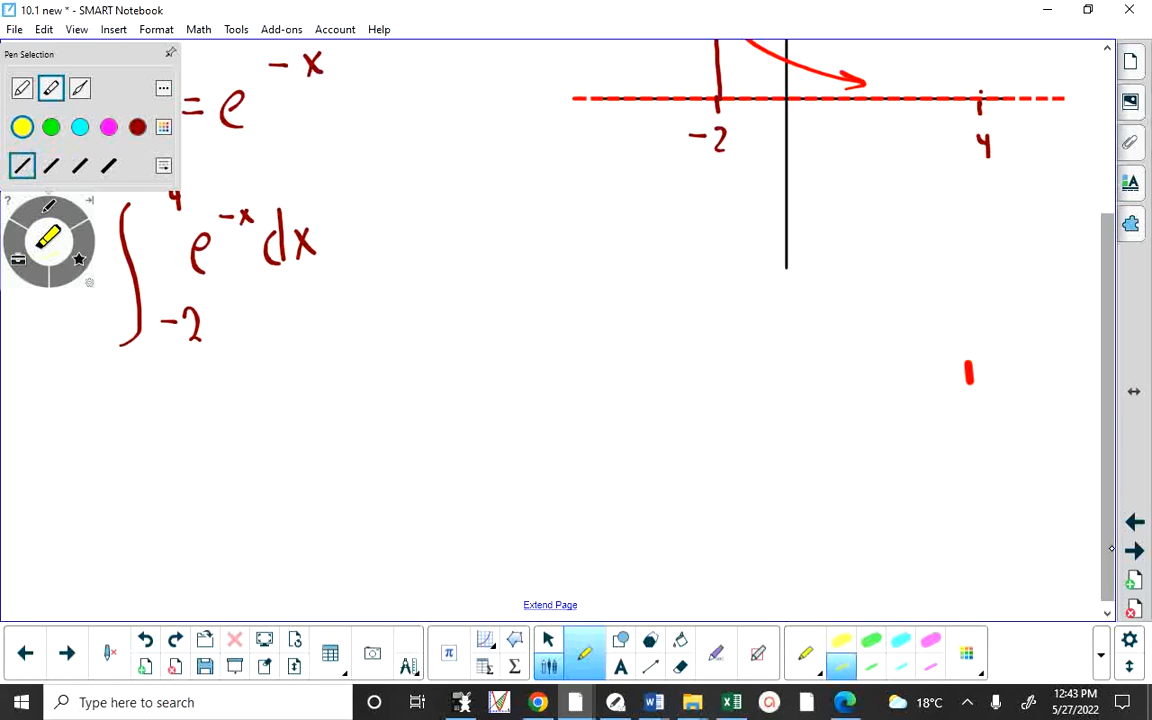 10.1 new * - SMART Notebook
File Edit View Insert Format Math Tools Add-ons Account Help
Pen Selection
= e^-x
-2
4
4
∫ e^-x dx
-2
Extend Page
Type here to search
18°C
12:43 PM
5/27/2022